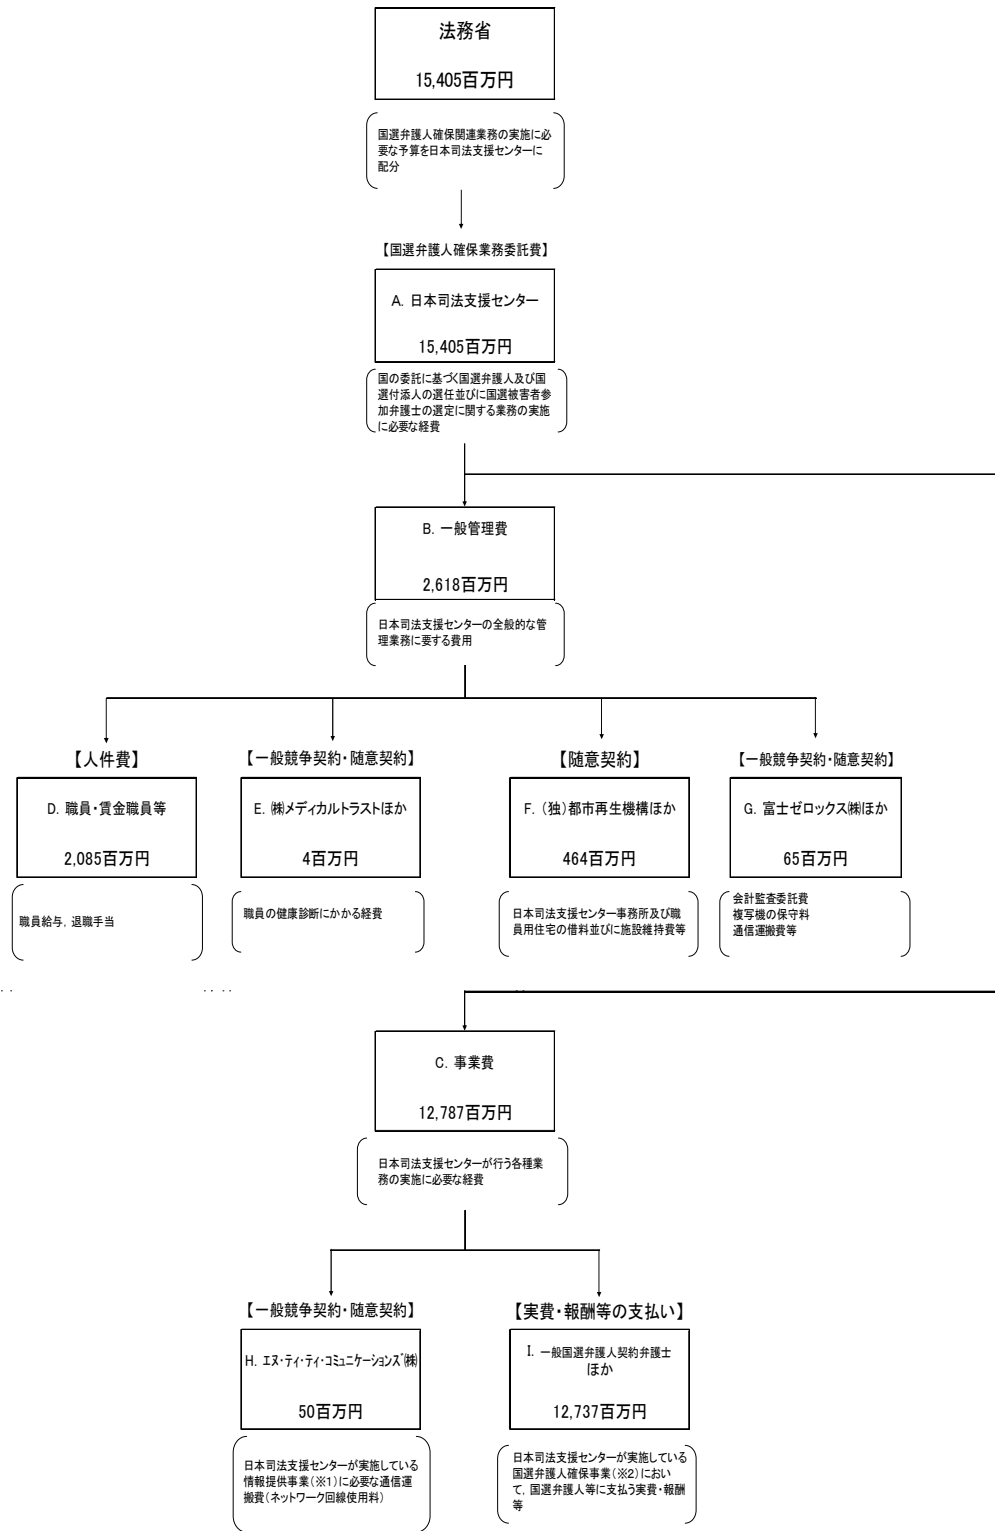 法務省
15,405百万円
国選弁護人確保関連業務の実施に必
要な予算を日本司法支援センターに
配分
【国選弁護人確保業務委託費】
A. 日本司法支援センター
15,405百万円
国の委託に基づく国選弁護人及び国
選付添人の選任並びに国選被害者参
加弁護士の選定に関する業務の実施
に必要な経費
B. 一般管理費
2,618百万円
日本司法支援センターの全般的な管
理業務に要する費用
【人件費】
D. 職員・賃金職員等
2,085百万円
職員給与，退職手当
【一般競争契約・随意契約】
E. ㈱メディカルトラストほか
4百万円
職員の健康診断にかかる経費
【随意契約】
F. （独）都市再生機構ほか
464百万円
日本司法支援センター事務所及び職
員用住宅の借料並びに施設維持費等
【一般競争契約・随意契約】
G. 富士ゼロックス㈱ほか
65百万円
会計監査委託費
複写機の保守料
通信運搬費等
C. 事業費
12,787百万円
日本司法支援センターが行う各種業
務の実施に必要な経費
【一般競争契約・随意契約】
H. ｴﾇ・ﾃｨ・ﾃｨ・ｺﾐｭﾆｹｰｼｮﾝｽﾞ㈱
50百万円
日本司法支援センターが実施している
情報提供事業（※1）に必要な通信運
搬費（ネットワーク回線使用料）
【実費・報酬等の支払い】
I. 一般国選弁護人契約弁護士
ほか
12,737百万円
日本司法支援センターが実施している
国選弁護人確保事業（※2）におい
て，国選弁護人等に支払う実費・報酬
等